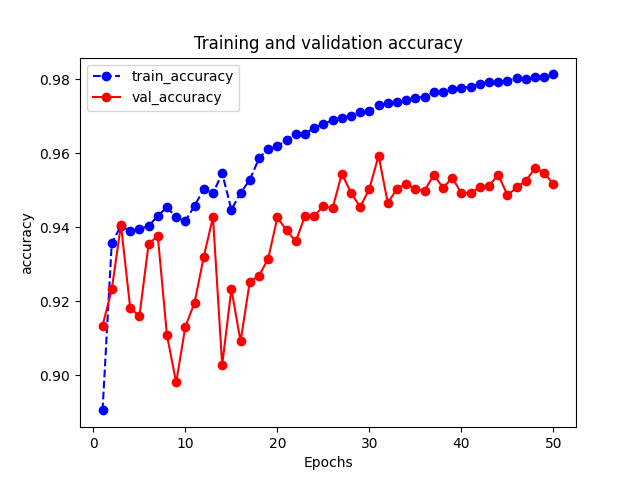 Training and validation accuracy
train_accuracy
val_accuracy
accuracy
0.98
0.96
0.94
0.92
0.90
0 10 20 30 40 50
Epochs